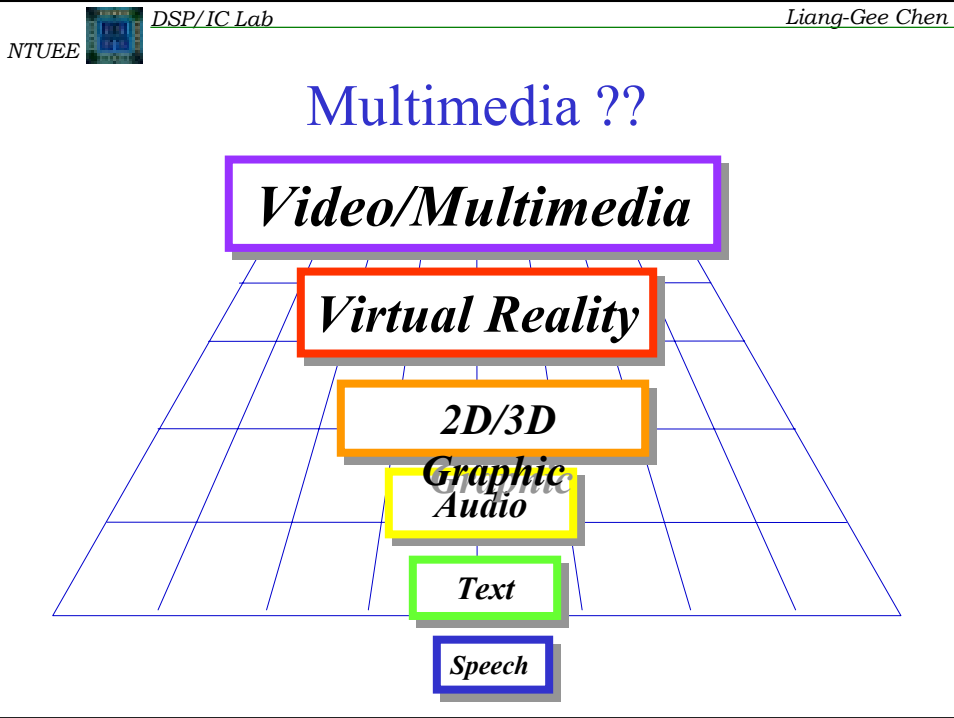 DSP/IC Lab
Liang-Gee Chen
NTUEE
Multimedia ??
Video/Multimedia
Virtual Reality
2D/3D
Graphic
Audio
Text
Speech